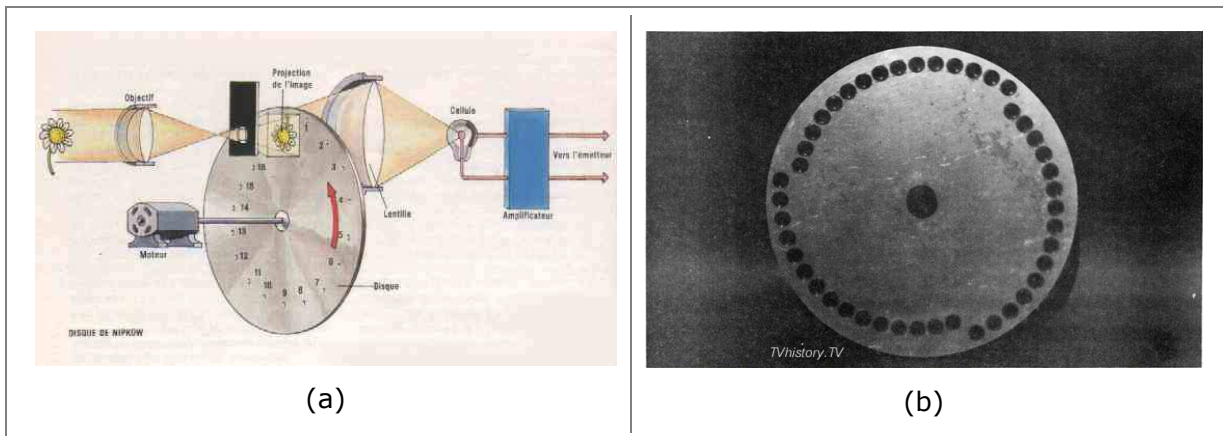 Objectif
Projection
de l'image
Cellule
Vers l'émetteur
Amplificateur
Lentille
Moteur
Disque
1
2
3
4
5
6
7
8
9
10
11
12
13
14
15
16
DISQUE DE NIPKOW
(a)
TVhistory.TV
(b)